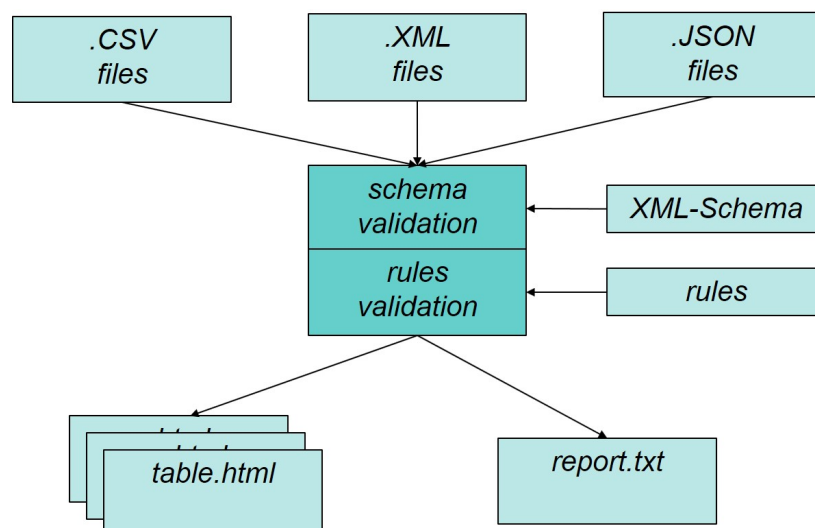 .CSV
files
.XML
files
.JSON
files
schema
validation
XML-Schema
rules
validation
rules
table.html
report.txt